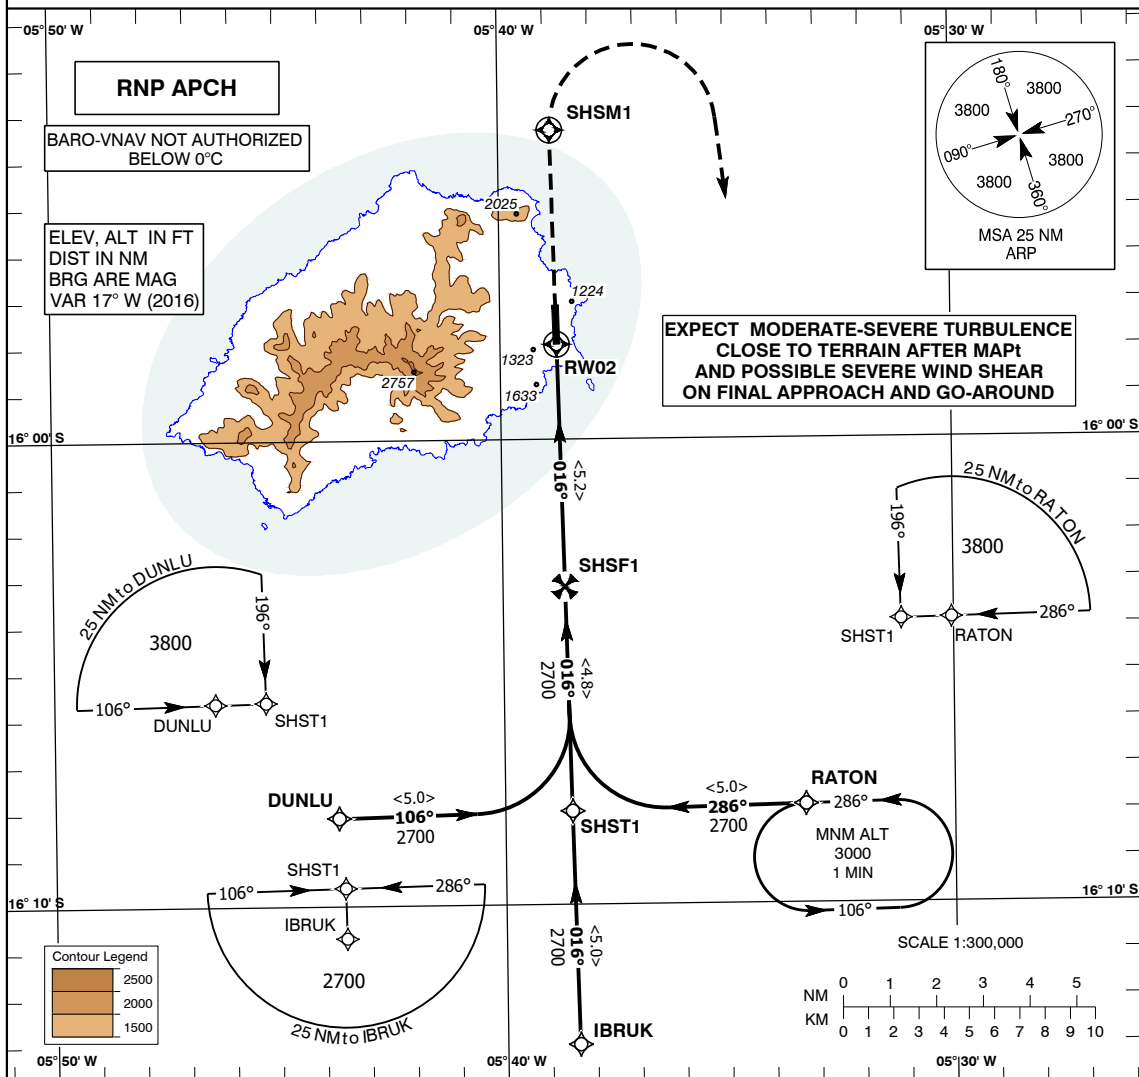 05° 50' W
05° 40' W
05° 30' W
RNP APCH
BARO-VNAV NOT AUTHORIZED
BELOW 0°C
ELEV, ALT IN FT
DIST IN NM
BRG ARE MAG
VAR 17° W (2016)
SHSM1
180°
3800
3800
270°
090°
3800
3800
360°
MSA 25 NM
ARP
2025
1224
1323
2757
1633
RW02
EXPECT MODERATE-SEVERE TURBULENCE
CLOSE TO TERRAIN AFTER MAPt
AND POSSIBLE SEVERE WIND SHEAR
ON FINAL APPROACH AND GO-AROUND
16° 00' S
16° 00' S
<5.2>
016°
SHSF1
25 NM to RATON
196°
3800
286°
SHST1
RATON
25 NM to DUNLU
196°
3800
106°
DUNLU
SHST1
<4.8>
016°
2700
DUNLU
<5.0>
106°
2700
SHST1
<5.0>
286°
2700
RATON
286°
MNM ALT
3000
1 MIN
106°
SHST1
106°
286°
IBRUK
2700
25 NM to IBRUK
<5.0>
016°
2700
IBRUK
16° 10' S
16° 10' S
Contour Legend
2500
2000
1500
SCALE 1:300,000
NM
0 1 2 3 4 5
KM
0 1 2 3 4 5 6 7 8 9 10
05° 50' W
05° 40' W
05° 30' W